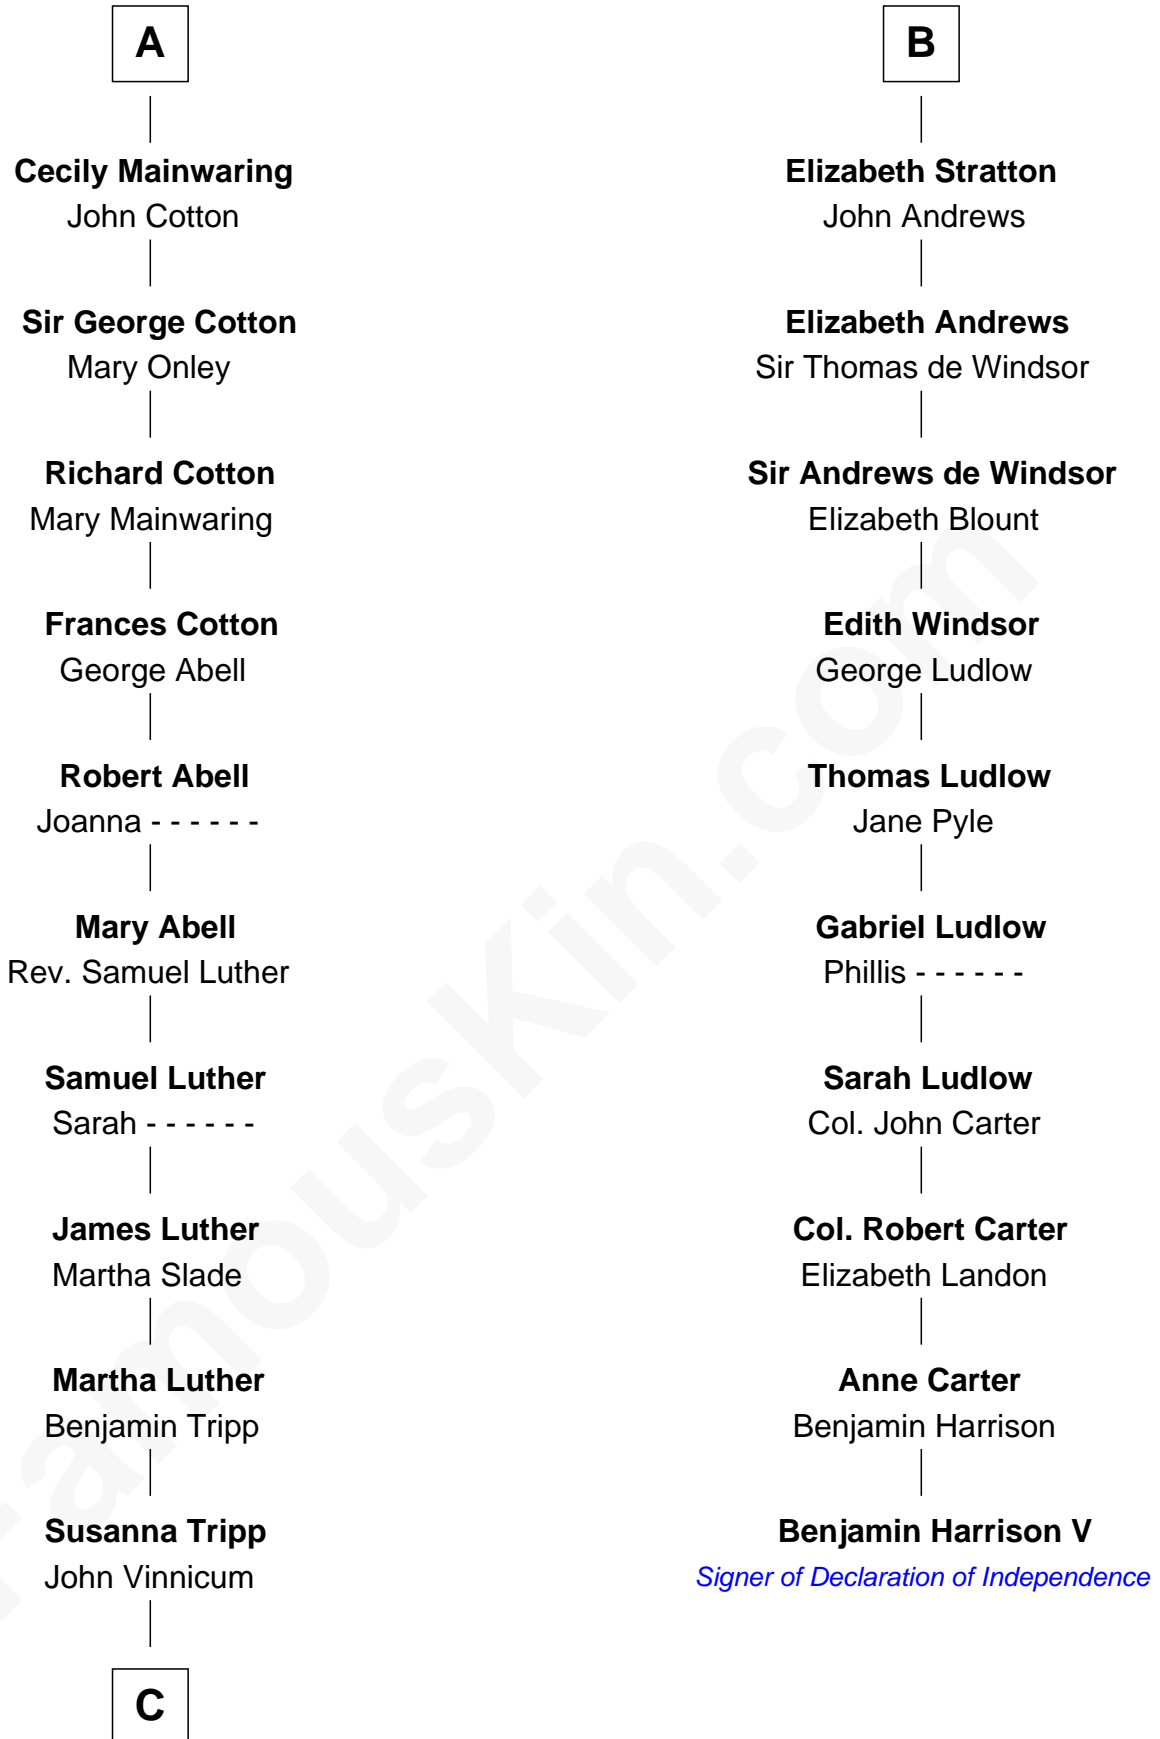 A
Cecily Mainwaring
John Cotton
Sir George Cotton
Mary Onley
Richard Cotton
Mary Mainwaring
Frances Cotton
George Abell
Robert Abell
Joanna - - - - - -
Mary Abell
Rev. Samuel Luther
Samuel Luther
Sarah - - - - - -
James Luther
Martha Slade
Martha Luther
Benjamin Tripp
Susanna Tripp
John Vinnicum
C
B
Elizabeth Stratton
John Andrews
Elizabeth Andrews
Sir Thomas de Windsor
Sir Andrews de Windsor
Elizabeth Blount
Edith Windsor
George Ludlow
Thomas Ludlow
Jane Pyle
Gabriel Ludlow
Phillis - - - - - -
Sarah Ludlow
Col. John Carter
Col. Robert Carter
Elizabeth Landon
Anne Carter
Benjamin Harrison
Benjamin Harrison V
Signer of Declaration of Independence
FamousKin.com